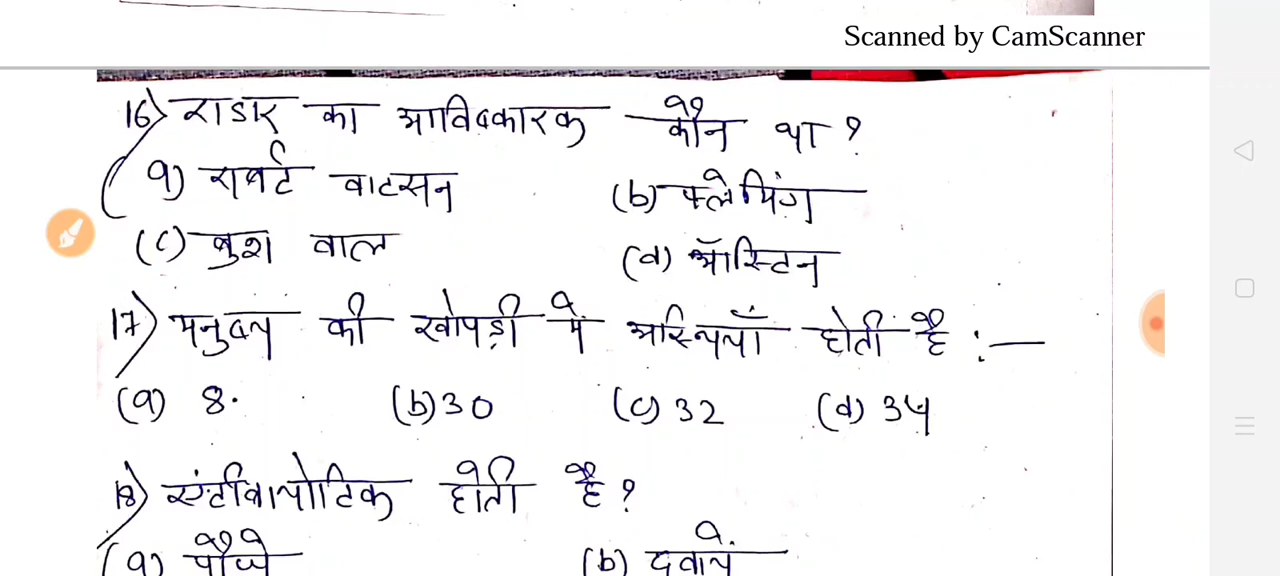 Scanned by CamScanner
16) राडार का आविष्कारक कौन था ?
a) राबर्ट वाटसन (b) फ्लेमिंग
(c) बुश वाल (d) ऑस्टिन
17) मनुष्य की खोपड़ी में अस्थियाँ होती है :—
(a) 8. (b) 30 (c) 32 (d) 34
18) एंटीबायोटिक होती है ?
(a) पौधे (b) दवाये